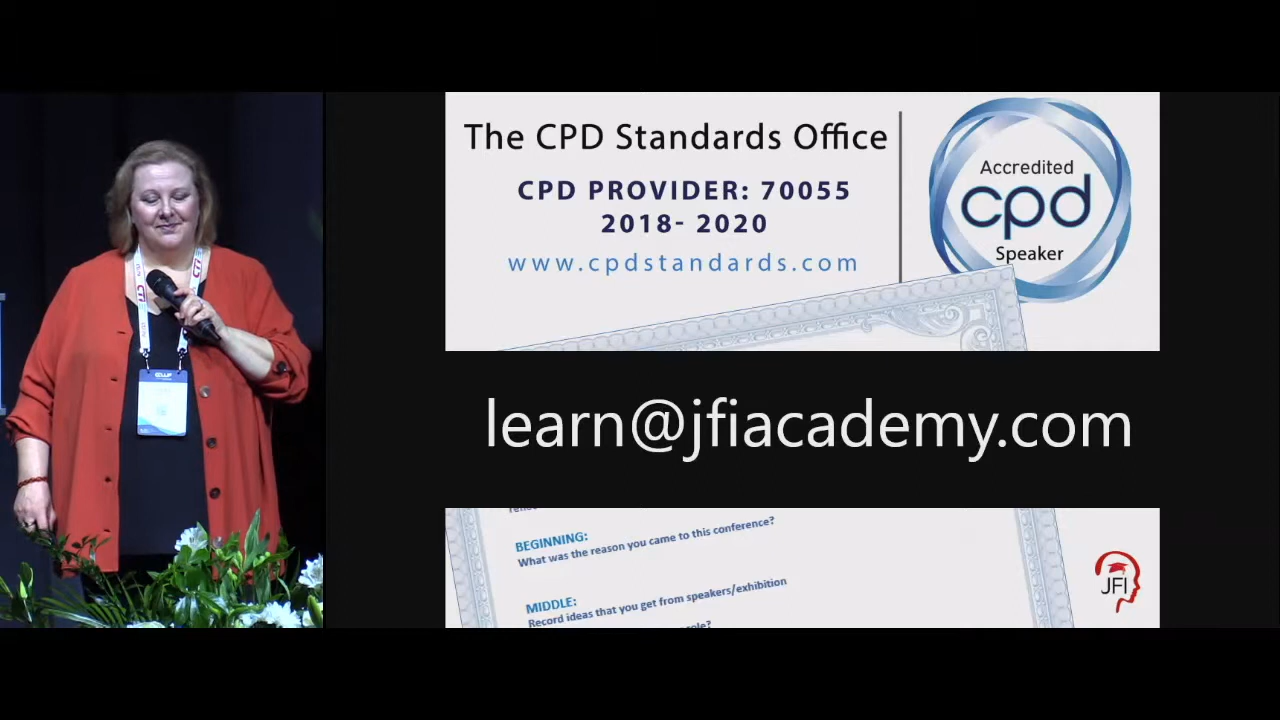 The CPD Standards Office
CPD PROVIDER: 70055
2018- 2020
www.cpdstandards.com
Accredited
cpd
Speaker
learn@jfiacademy.com
BEGINNING:
What was the reason you came to this conference?
MIDDLE:
Record ideas that you get from speakers/exhibition
JFI